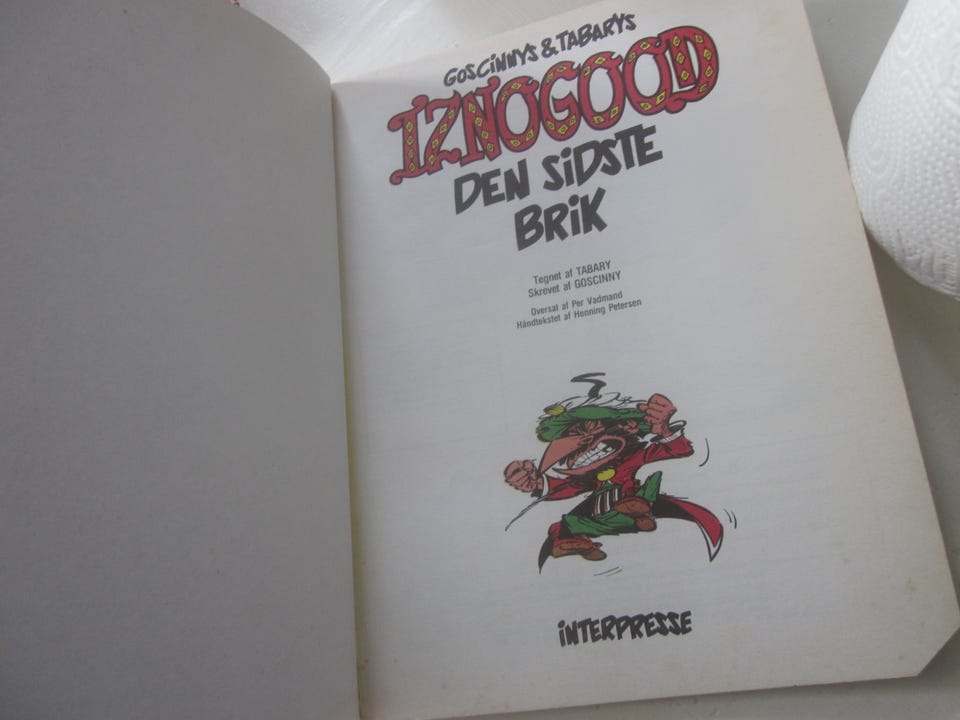 GOSCiNNYS & TABARYS
IZNOGOOD
DEN SiDSTE
BRiK
Tegnet af TABARY
Skrevet af GOSCINNY
Oversat af Per Vadmand
Håndtekstet af Henning Petersen
iNTERPRESSE